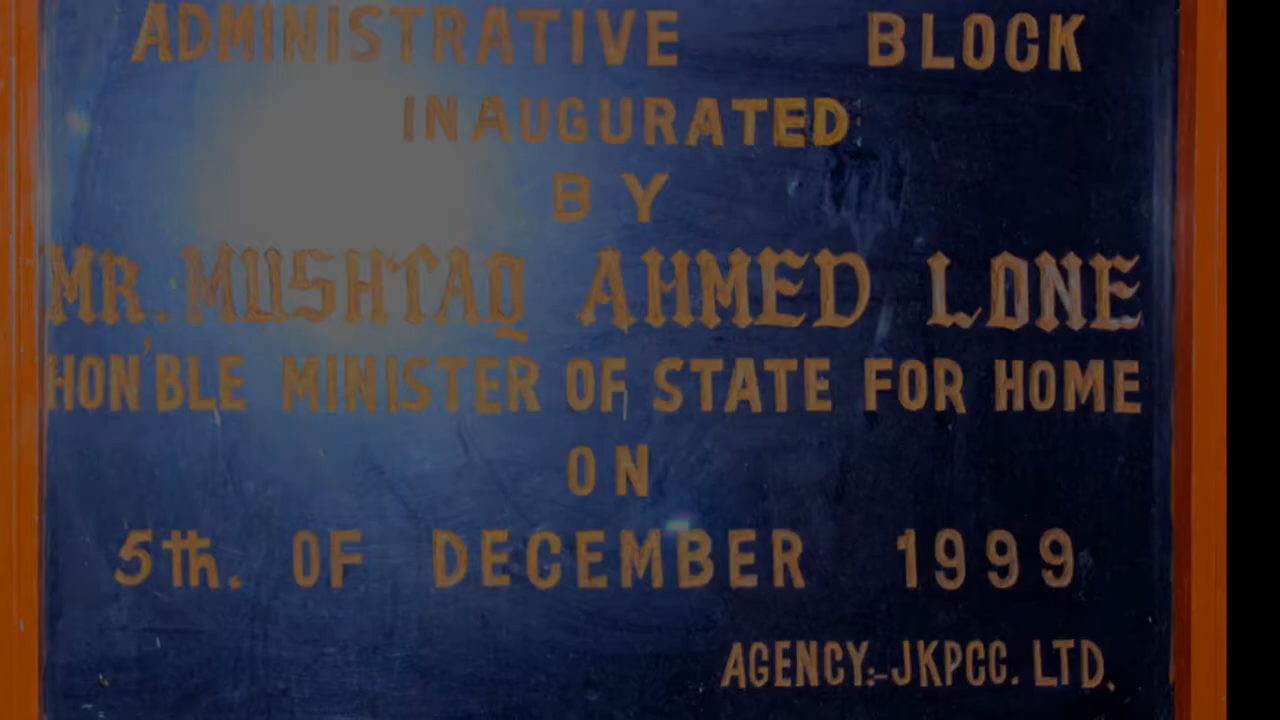 ADMINISTRATIVE BLOCK
INAUGURATED
BY
MR. MUSHTAQ AHMED LONE
HON'BLE MINISTER OF STATE FOR HOME
ON
5th. OF DECEMBER 1999
AGENCY:-JKPCC. LTD.